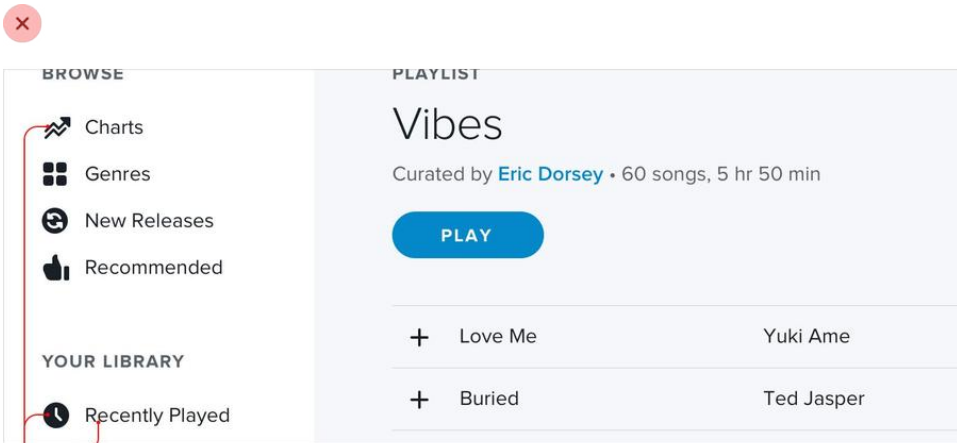 BROWSE
Charts
Genres
New Releases
Recommended
YOUR LIBRARY
Recently Played
PLAYLIST
Vibes
Curated by Eric Dorsey • 60 songs, 5 hr 50 min
PLAY
Love Me Yuki Ame
Buried Ted Jasper